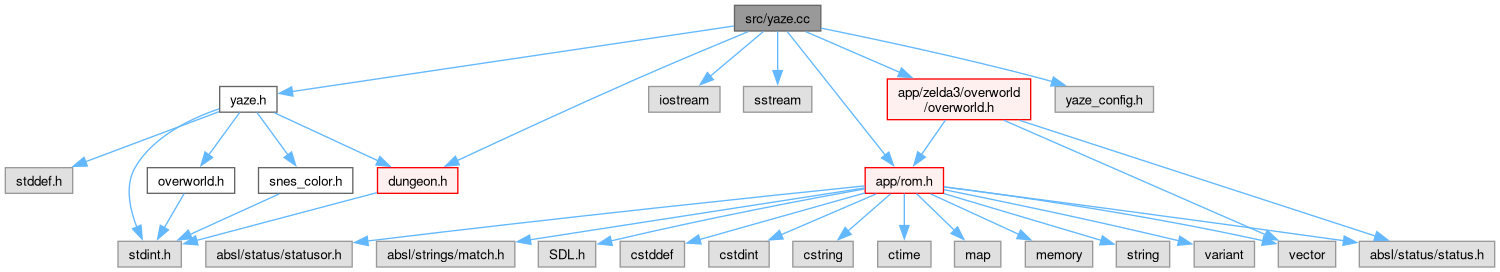 src/yaze.cc
yaze.h
iostream
sstream
app/zelda3/overworld
/overworld.h
yaze_config.h
stddef.h
overworld.h
snes_color.h
dungeon.h
app/rom.h
stdint.h
absl/status/statusor.h
absl/strings/match.h
SDL.h
cstddef
cstdint
cstring
ctime
map
memory
string
variant
vector
absl/status/status.h